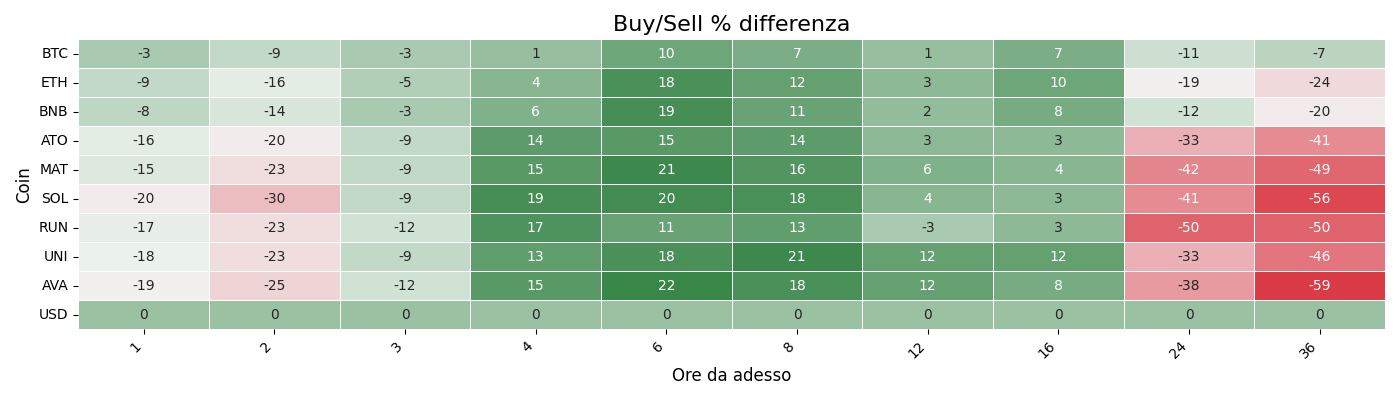 Buy/Sell % differenza
BTC -3 -9 -3 1 10 7 1 7 -11 -7
ETH -9 -16 -5 4 18 12 3 10 -19 -24
BNB -8 -14 -3 6 19 11 2 8 -12 -20
ATO -16 -20 -9 14 15 14 3 3 -33 -41
MAT -15 -23 -9 15 21 16 6 4 -42 -49
SOL -20 -30 -9 19 20 18 4 3 -41 -56
RUN -17 -23 -12 17 11 13 -3 3 -50 -50
UNI -18 -23 -9 13 18 21 12 12 -33 -46
AVA -19 -25 -12 15 22 18 12 8 -38 -59
USD 0 0 0 0 0 0 0 0 0 0
Coin
1 2 3 4 6 8 12 16 24 36
Ore da adesso